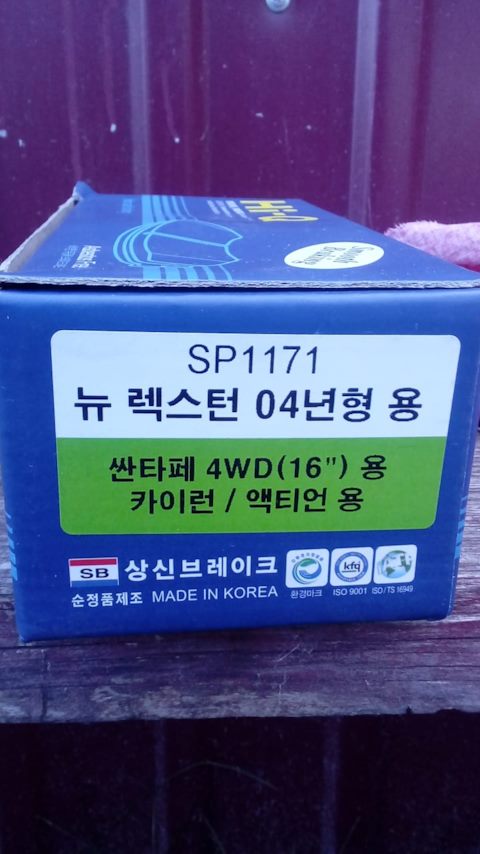 Hi-Q
SP1171
뉴 렉스턴 04년형 용
싼타페 4WD(16") 용
카이런 / 액티언 용
SB 상신브레이크
순정품제조 MADE IN KOREA
환경마크 ISO 9001 ISO/TS 16949
kfq